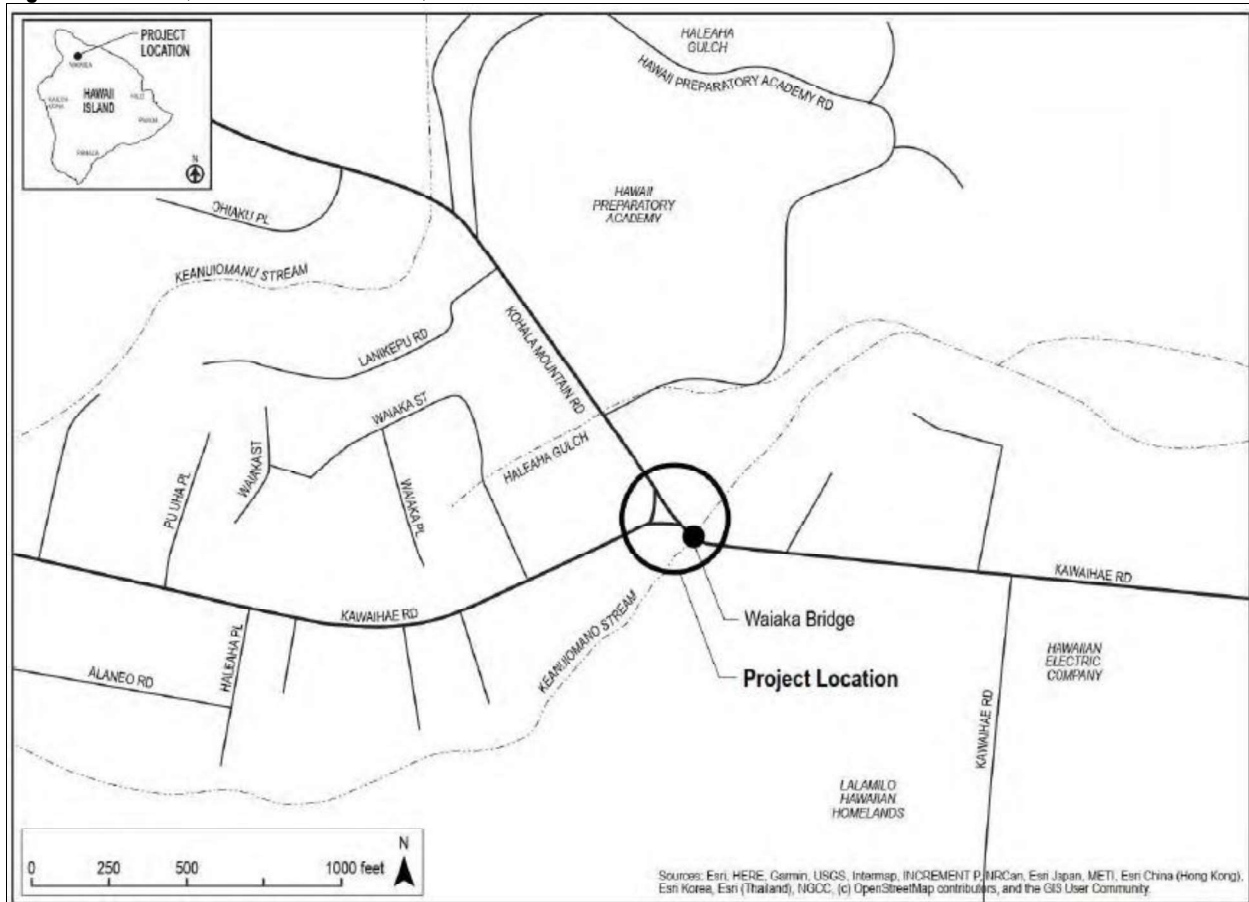 PROJECT
LOCATION
WAIMEA
HAWAII
ISLAND
HILO
N
HALEAHA
GULCH
HAWAII PREPARATORY ACADEMY RD
HAWAII
PREPARATORY
ACADEMY
OHIAKU PL
KEANUIOMANU STREAM
LANIKEPU RD
KOHALA MOUNTAIN RD
WAIAKA ST
HALEAHA GULCH
WAIAKA ST
PU UHA PL
WAIAKA PL
KAWAIHAE RD
KAWAIHAE RD
Waiaka Bridge
KEANUIOMANO STREAM
Project Location
HAWAIIAN
ELECTRIC
COMPANY
HALEAHA PL
ALANEO RD
KAWAIHAE RD
LALAMILO
HAWAIIAN
HOMELANDS
0 250 500 1000 feet
N
Sources: Esri, HERE, Garmin, USGS, Intermap, INCREMENT P, NRCan, Esri Japan, METI, Esri China (Hong Kong),
Esri Korea, Esri (Thailand), NGCC, (c) OpenStreetMap contributors, and the GIS User Community